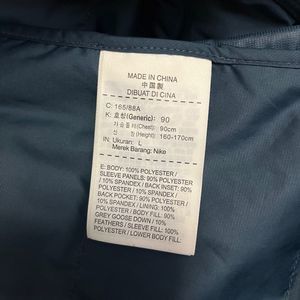 MADE IN CHINA
中国製
DIBUAT DI CINA
C: 165/88A
K: 호칭(Generic): 90
가슴둘레(Chest): 90cm
신 장(Height): 160-170cm
IN: Ukuran: L
Merek Barang: Nike
E: BODY: 100% POLYESTER/
SLEEVE PANELS: 90% POLYESTER
/ 10% SPANDEX/ BACK INSET: 90%
POLYESTER / 10% SPANDEX/
BACK POCKET: 90% POLYESTER
/ 10% SPANDEX/ LINING: 100%
POLYESTER/ BODY FILL: 90%
GREY GOOSE DOWN / 10%
FEATHERS / SLEEVE FILL: 100%
POLYESTER / LOWER BODY FILL: